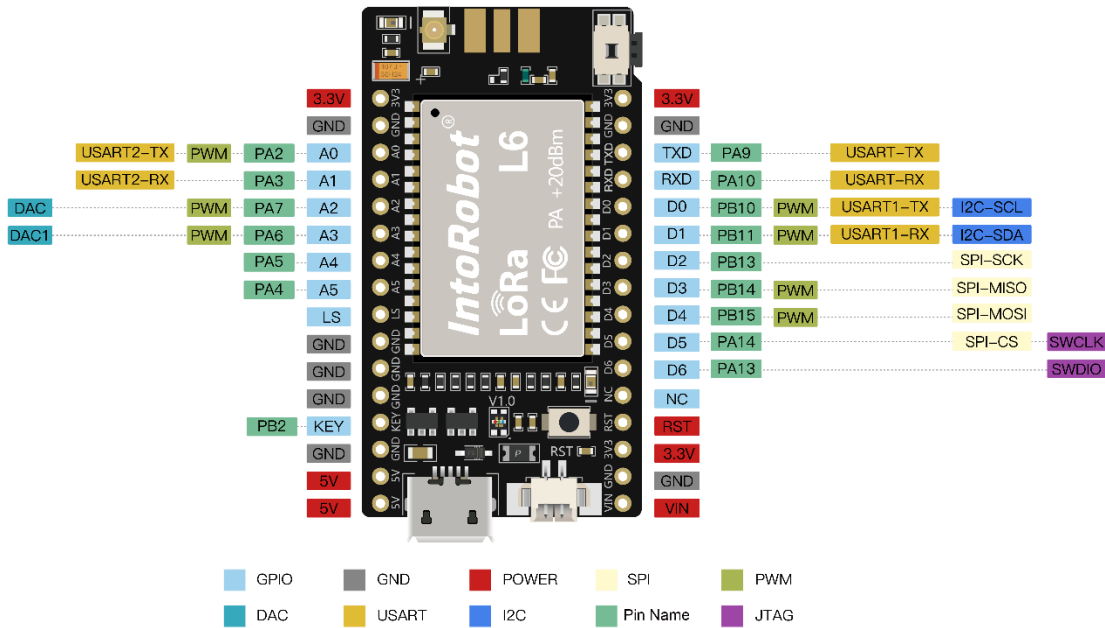 3.3V 3V3 3V3 3.3V
GND GND GND GND
USART2-TX PWM PA2 A0 A0 TXD TXD PA9 USART-TX
USART2-RX PA3 A1 A1 RXD RXD PA10 USART-RX
DAC PWM PA7 A2 A2 D0 D0 PB10 PWM USART1-TX I2C-SCL
DAC1 PWM PA6 A3 A3 D1 D1 PB11 PWM USART1-RX I2C-SDA
PA5 A4 A4 D2 D2 PB13 SPI-SCK
PA4 A5 A5 D3 D3 PB14 PWM SPI-MISO
LS LS D4 D4 PB15 PWM SPI-MOSI
GND GND D5 D5 PA14 SPI-CS SWCLK
GND GND D6 D6 PA13 SWDIO
GND GND NC NC
PB2 KEY KEY RST RST
GND GND 3V3 3.3V
5V 5V GND GND
5V 5V VIN VIN
IntoRobot® L6
LoRa PA +20dBm
CE FC
V1.0
RST
P
GPIO GND POWER SPI PWM
DAC USART I2C Pin Name JTAG